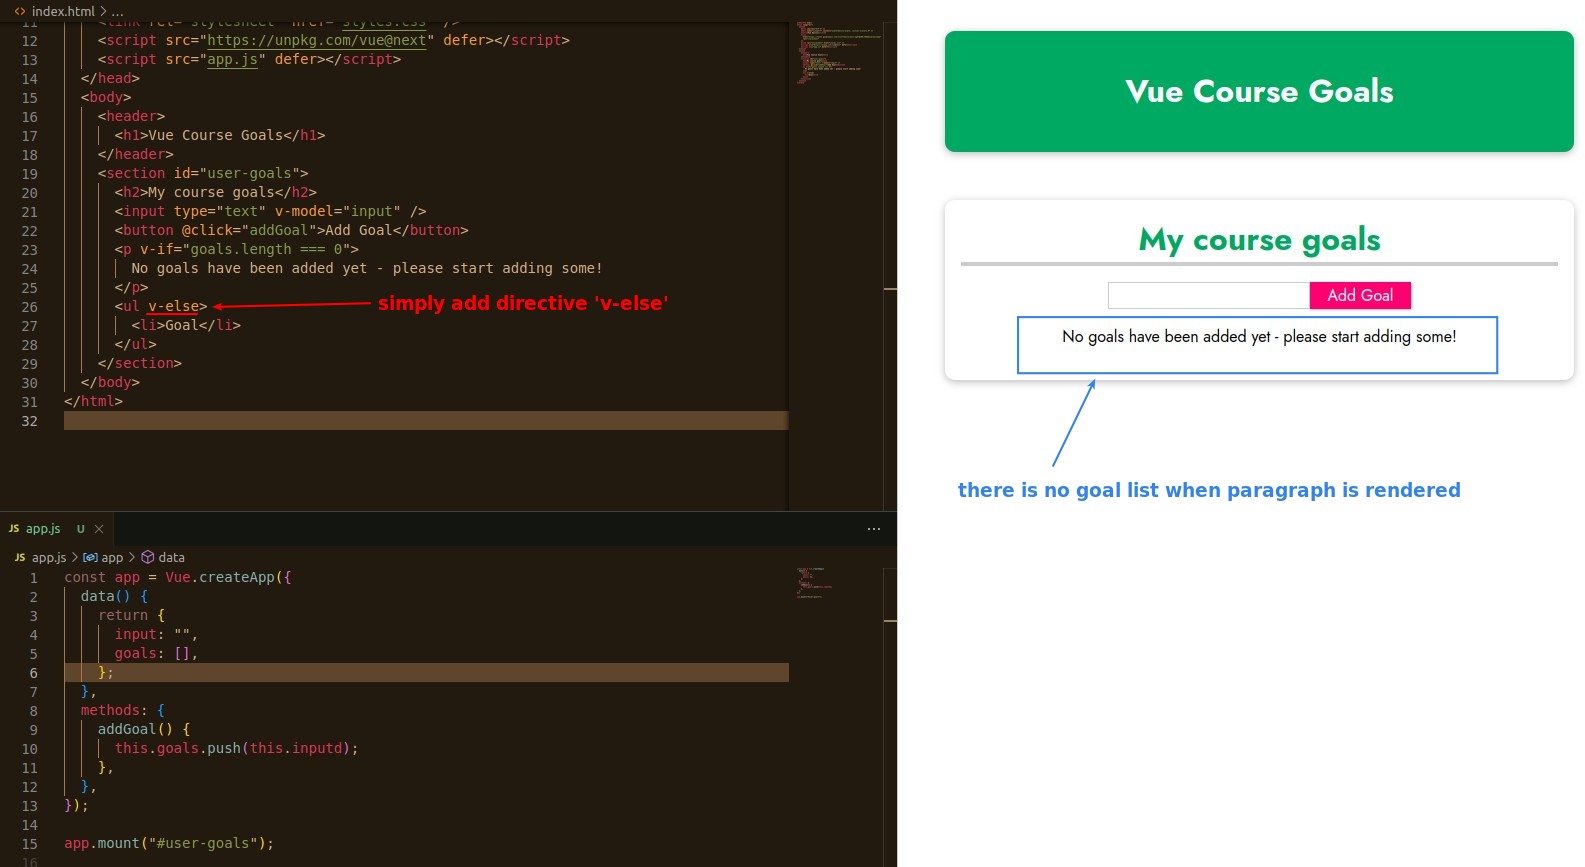 index.html > ...
11 <link rel="stylesheet" href="styles.css" />
12 <script src="https://unpkg.com/vue@next" defer></script>
13 <script src="app.js" defer></script>
14 </head>
15 <body>
16 <header>
17 <h1>Vue Course Goals</h1>
18 </header>
19 <section id="user-goals">
20 <h2>My course goals</h2>
21 <input type="text" v-model="input" />
22 <button @click="addGoal">Add Goal</button>
23 <p v-if="goals.length === 0">
24 No goals have been added yet - please start adding some!
25 </p>
26 <ul v-else>
simply add directive 'v-else'
27 <li>Goal</li>
28 </ul>
29 </section>
30 </body>
31 </html>
32
JS app.js U
...
JS app.js > app > data
1 const app = Vue.createApp({
2 data() {
3 return {
4 input: "",
5 goals: [],
6 };
7 },
8 methods: {
9 addGoal() {
10 this.goals.push(this.inputd);
11 },
12 },
13 });
14
15 app.mount("#user-goals");
16
Vue Course Goals
My course goals
Add Goal
No goals have been added yet - please start adding some!
there is no goal list when paragraph is rendered